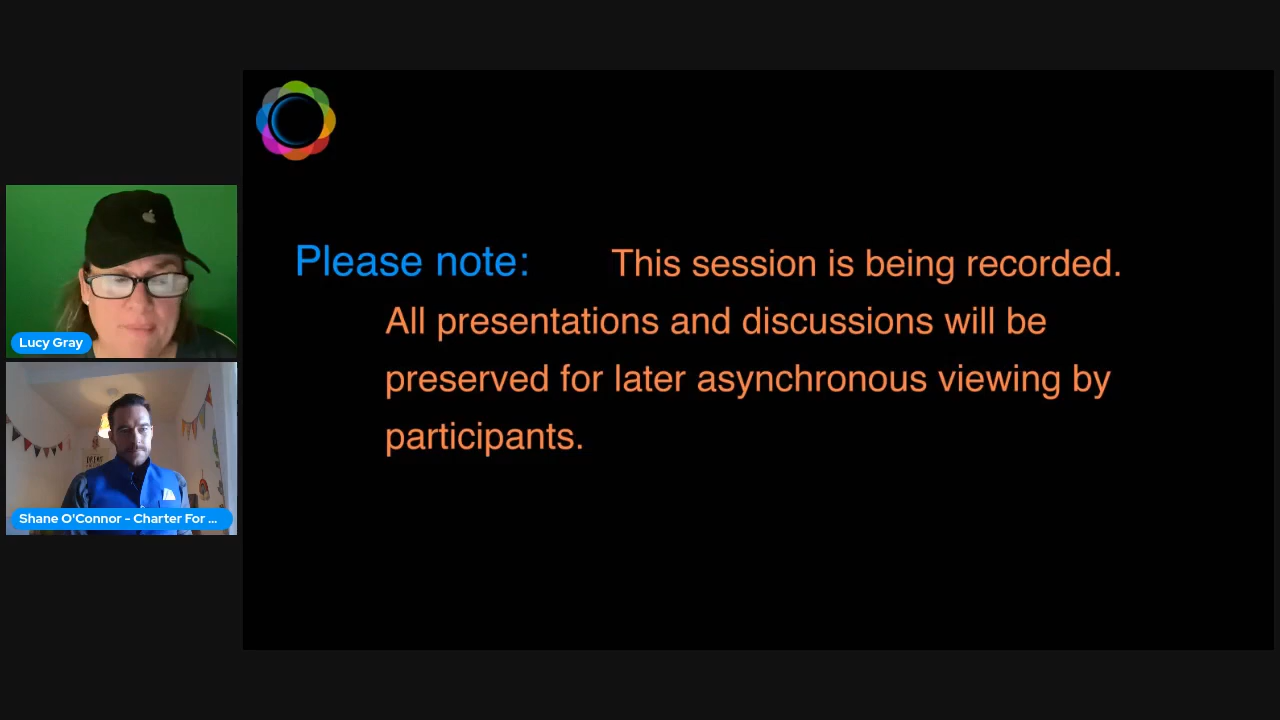 Please note: This session is being recorded.
All presentations and discussions will be
preserved for later asynchronous viewing by
participants.
Lucy Gray
Shane O'Connor - Charter For ...